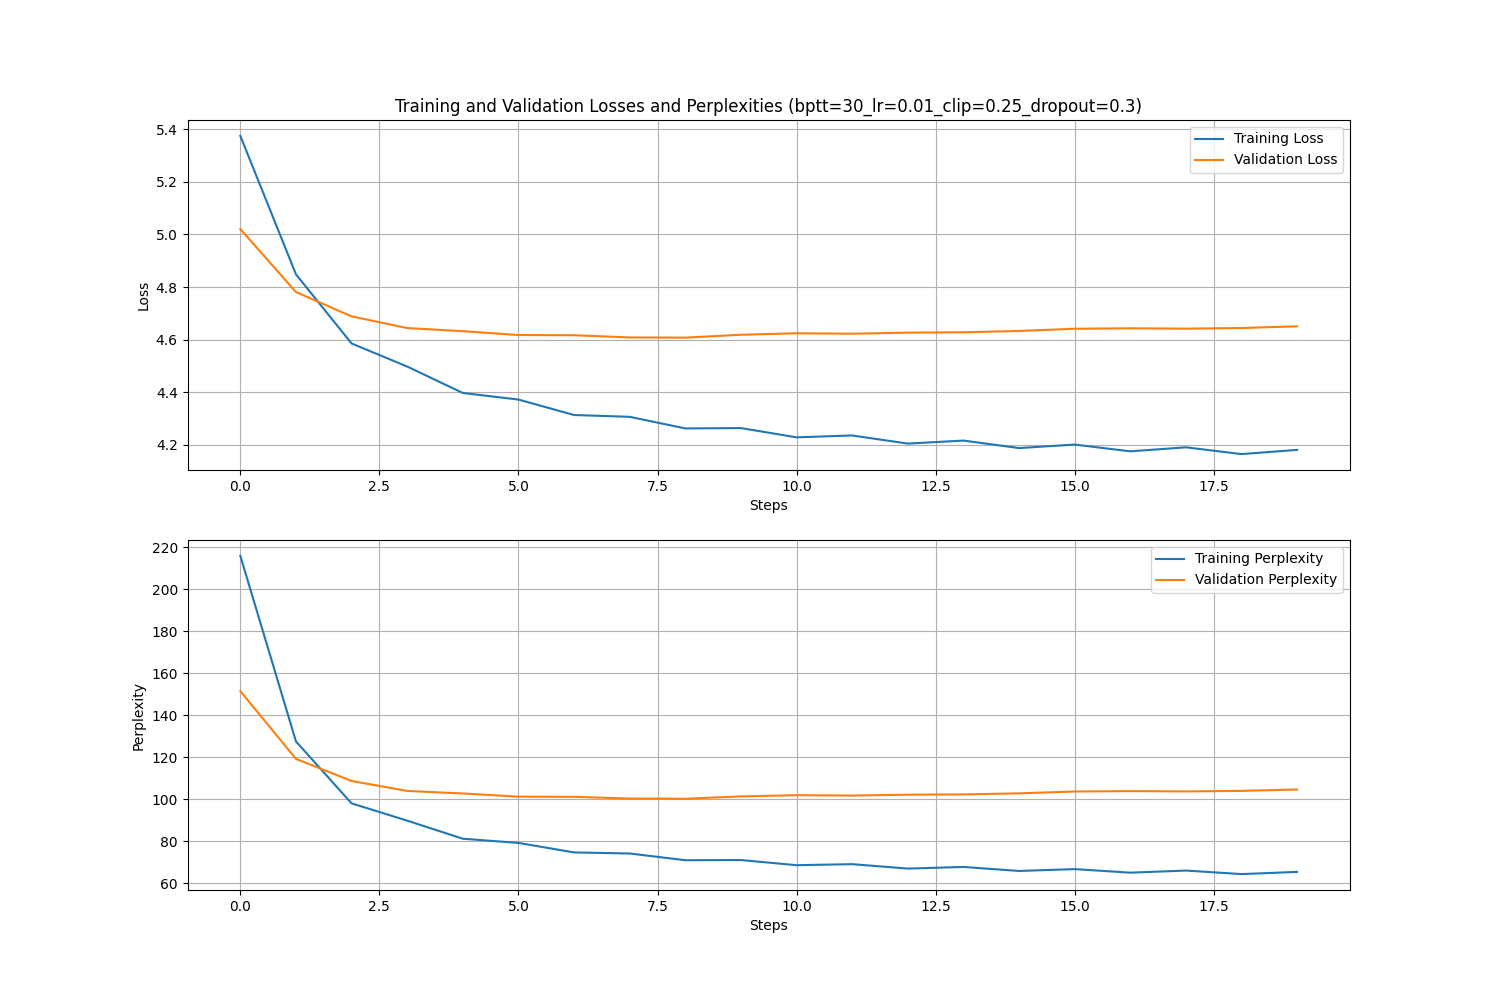 Training and Validation Losses and Perplexities (bptt=30_lr=0.01_clip=0.25_dropout=0.3)
5.4
5.2
5.0
4.8
4.6
4.4
4.2
Loss
Training Loss
Validation Loss
0.0 2.5 5.0 7.5 10.0 12.5 15.0 17.5
Steps
220
200
180
160
140
120
100
80
60
Perplexity
Training Perplexity
Validation Perplexity
0.0 2.5 5.0 7.5 10.0 12.5 15.0 17.5
Steps